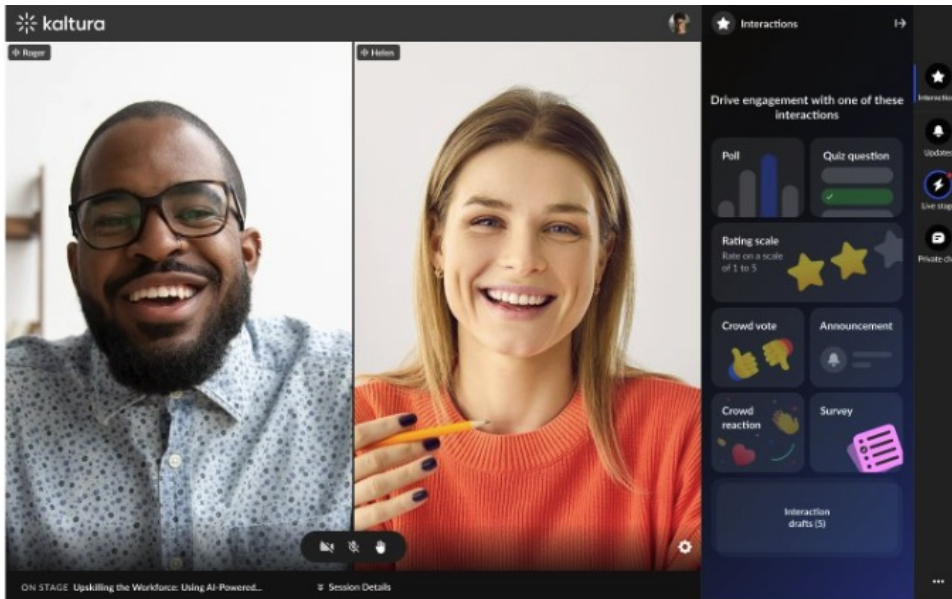 kaltura
Roger
Helen
Interactions
Drive engagement with one of these
interactions
Poll
Quiz question
Rating scale
Rate on a scale
of 1 to 5
Crowd vote
Announcement
Crowd
reaction
Survey
Interaction
drafts (5)
Interaction
Updates
Live stag
Private cha
ON STAGE Upskilling the Workforce: Using AI-Powered...
Session Details